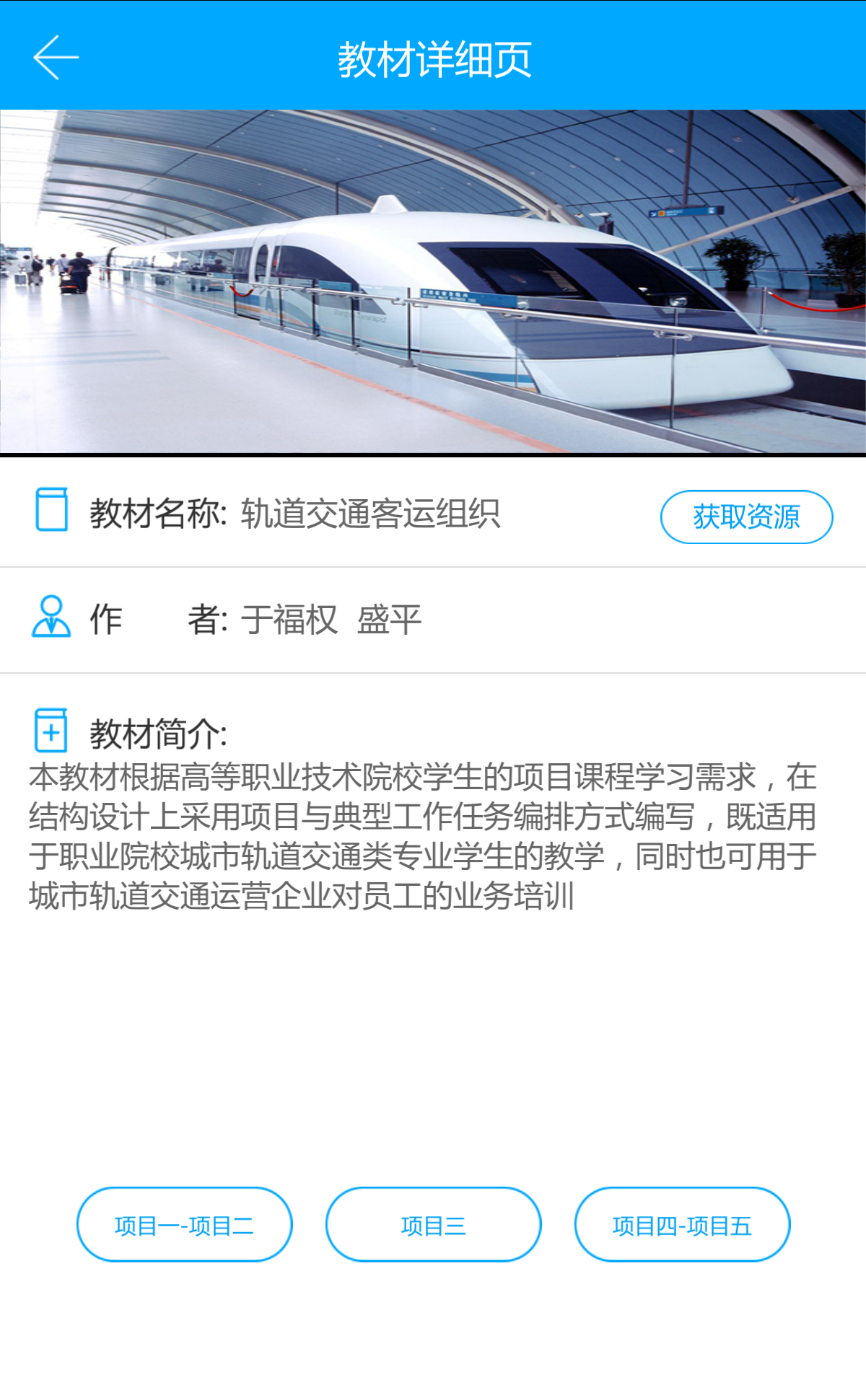 教材详细页
教材名称: 轨道交通客运组织
获取资源
作 者: 于福权 盛平
教材简介:
本教材根据高等职业技术院校学生的项目课程学习需求，在
结构设计上采用项目与典型工作任务编排方式编写，既适用
于职业院校城市轨道交通类专业学生的教学，同时也可用于
城市轨道交通运营企业对员工的业务培训
项目一-项目二
项目三
项目四-项目五